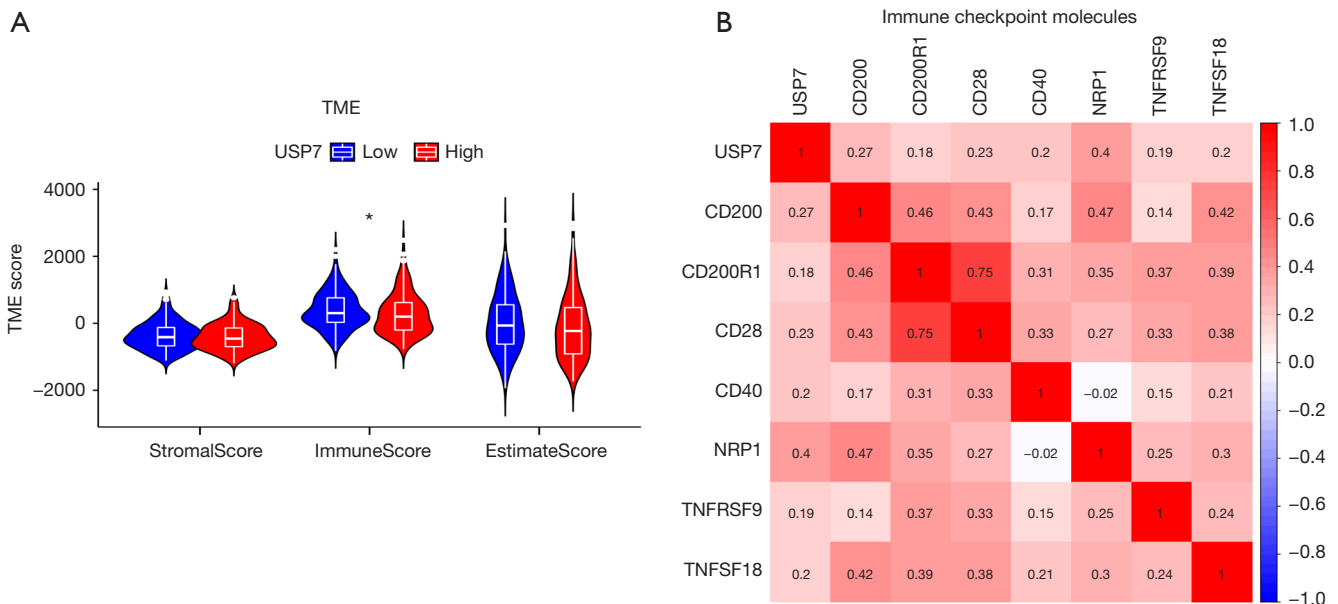 A
TME
USP7 Low High
*
TME score
4000
2000
0
−2000
StromalScore ImmuneScore EstimateScore
B
Immune checkpoint molecules
USP7 CD200 CD200R1 CD28 CD40 NRP1 TNFRSF9 TNFSF18
USP7 1 0.27 0.18 0.23 0.2 0.4 0.19 0.2
CD200 0.27 1 0.46 0.43 0.17 0.47 0.14 0.42
CD200R1 0.18 0.46 1 0.75 0.31 0.35 0.37 0.39
CD28 0.23 0.43 0.75 1 0.33 0.27 0.33 0.38
CD40 0.2 0.17 0.31 0.33 1 −0.02 0.15 0.21
NRP1 0.4 0.47 0.35 0.27 −0.02 1 0.25 0.3
TNFRSF9 0.19 0.14 0.37 0.33 0.15 0.25 1 0.24
TNFSF18 0.2 0.42 0.39 0.38 0.21 0.3 0.24 1
1.0
0.8
0.6
0.4
0.2
0.0
−0.2
−0.4
−0.6
−0.8
−1.0